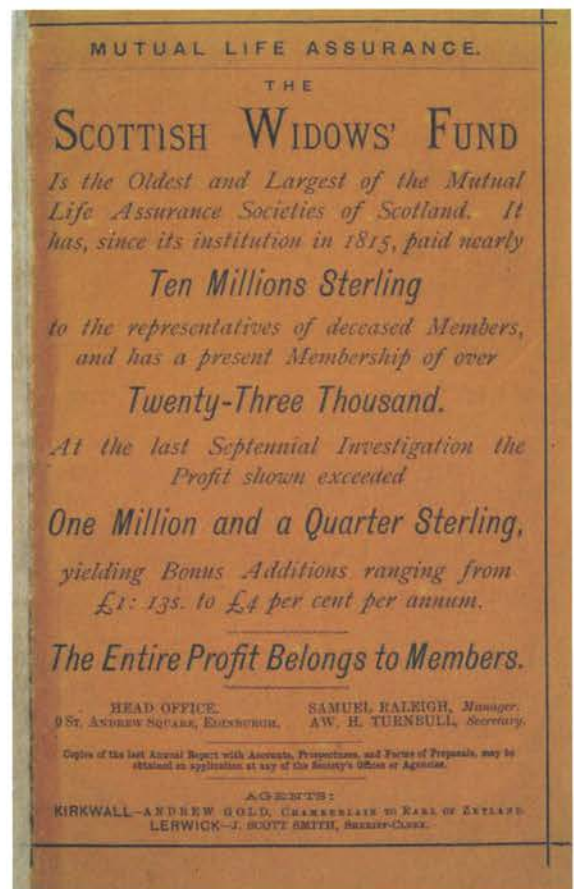 MUTUAL LIFE ASSURANCE.
THE
SCOTTISH WIDOWS' FUND
Is the Oldest and Largest of the Mutual
Life Assurance Societies of Scotland. It
has, since its institution in 1815, paid nearly
Ten Millions Sterling
to the representatives of deceased Members,
and has a present Membership of over
Twenty-Three Thousand.
At the last Septennial Investigation the
Profit shown exceeded
One Million and a Quarter Sterling,
yielding Bonus Additions ranging from
£1: 13s. to £4 per cent per annum.
The Entire Profit Belongs to Members.
HEAD OFFICE, SAMUEL RALEIGH, Manager.
9 ST. ANDREW SQUARE, EDINBURGH. AW. H. TURNBULL, Secretary.
Copies of the last Annual Report with Accounts, Prospectuses, and Forms of Proposals, may be
obtained on application at any of the Society's Offices or Agencies.
AGENTS:
KIRKWALL—ANDREW GOLD, CHAMBERLAIN TO EARL OF ZETLAND.
LERWICK—J. SCOTT SMITH, SHERIFF-CLERK.